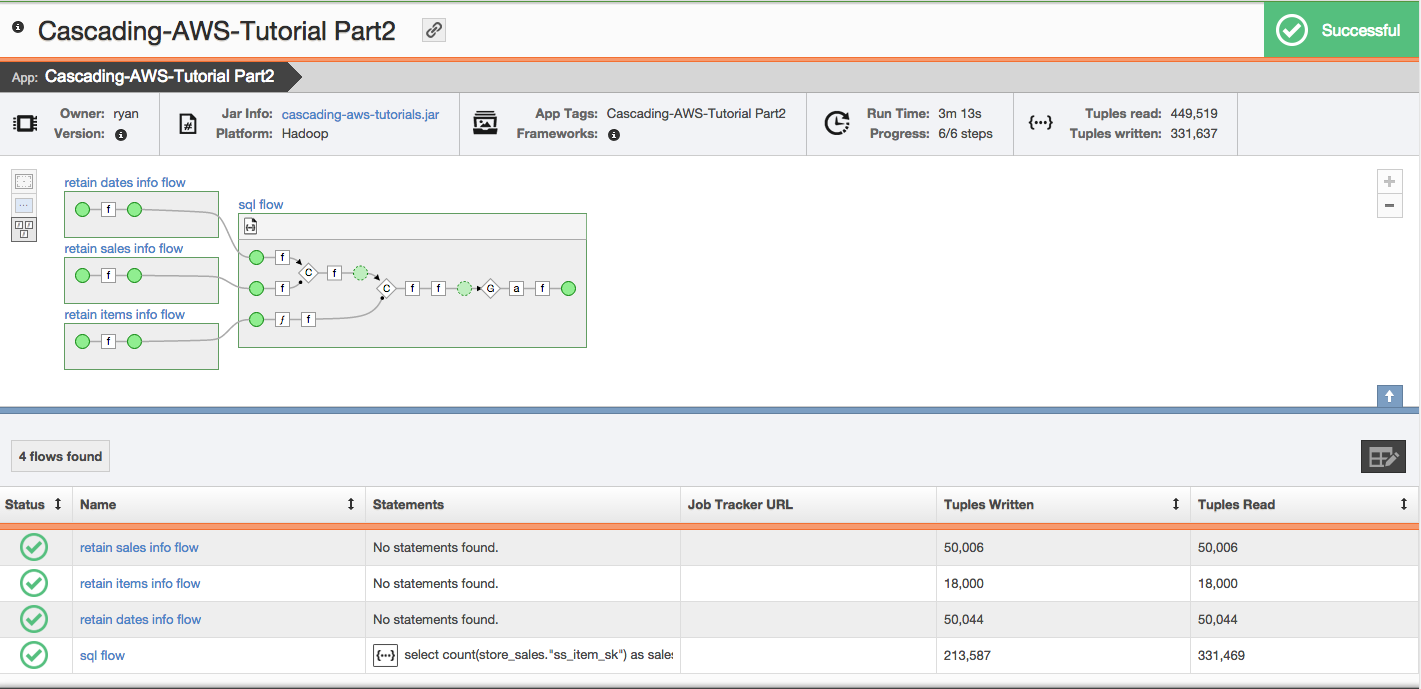 Cascading-AWS-Tutorial Part2
Successful
App: Cascading-AWS-Tutorial Part2
Owner: ryan
Version:
Jar Info: cascading-aws-tutorials.jar
Platform: Hadoop
App Tags: Cascading-AWS-Tutorial Part2
Frameworks:
Run Time: 3m 13s
Progress: 6/6 steps
Tuples read: 449,519
Tuples written: 331,637
retain dates info flow
f
retain sales info flow
f
retain items info flow
f
sql flow
f
C f
f C f f G a f
f f
4 flows found
Status Name Statements Job Tracker URL Tuples Written Tuples Read
retain sales info flow No statements found. 50,006 50,006
retain items info flow No statements found. 18,000 18,000
retain dates info flow No statements found. 50,044 50,044
sql flow {···} select count(store_sales."ss_item_sk") as sales 213,587 331,469